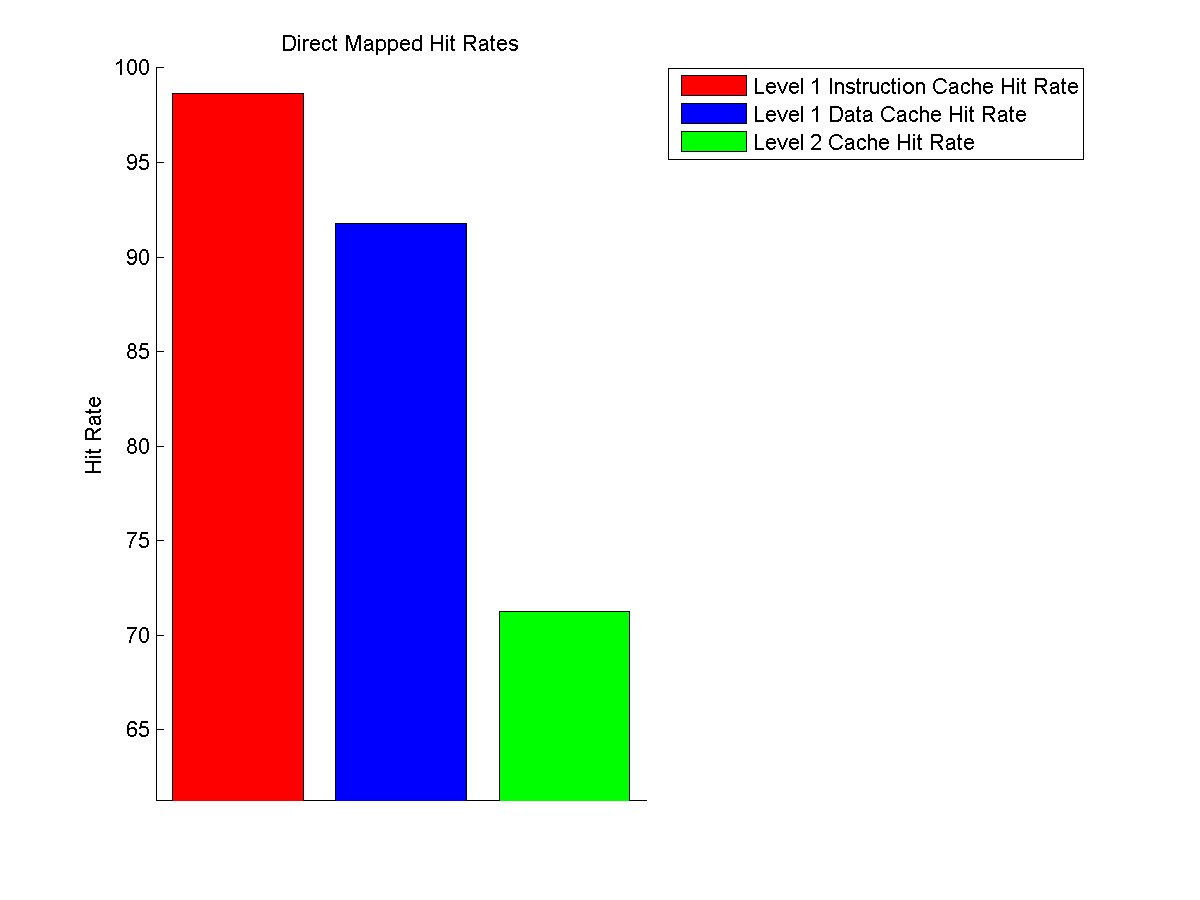 Direct Mapped Hit Rates
100
95
90
85
80
75
70
65
Hit Rate
Level 1 Instruction Cache Hit Rate
Level 1 Data Cache Hit Rate
Level 2 Cache Hit Rate